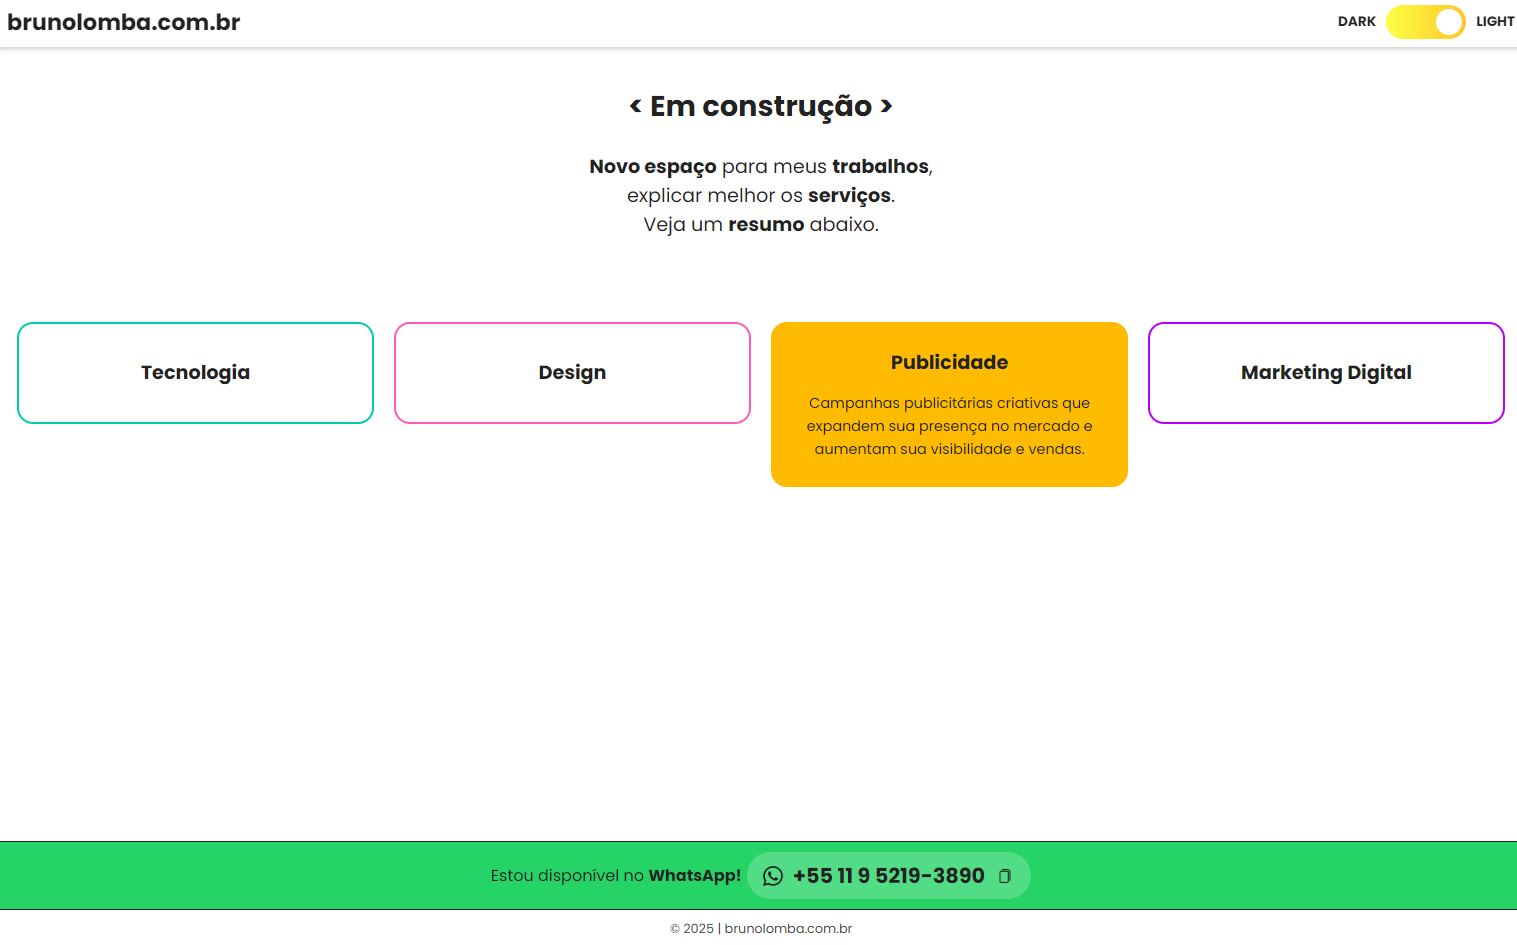 brunolomba.com.br
DARK LIGHT
< Em construção >
Novo espaço para meus trabalhos,
explicar melhor os serviços.
Veja um resumo abaixo.
Tecnologia
Design
Publicidade
Campanhas publicitárias criativas que
expandem sua presença no mercado e
aumentam sua visibilidade e vendas.
Marketing Digital
Estou disponível no WhatsApp! +55 11 9 5219-3890
© 2025 | brunolomba.com.br